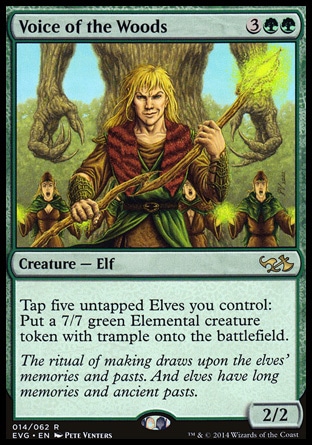 Voice of the Woods 3
Creature — Elf
Tap five untapped Elves you control:
Put a 7/7 green Elemental creature
token with trample onto the battlefield.
The ritual of making draws upon the elves'
memories and pasts. And elves have long
memories and ancient pasts.
2/2
014/062 R
EVG • EN Pete Venters
™ & © 2014 Wizards of the Coast